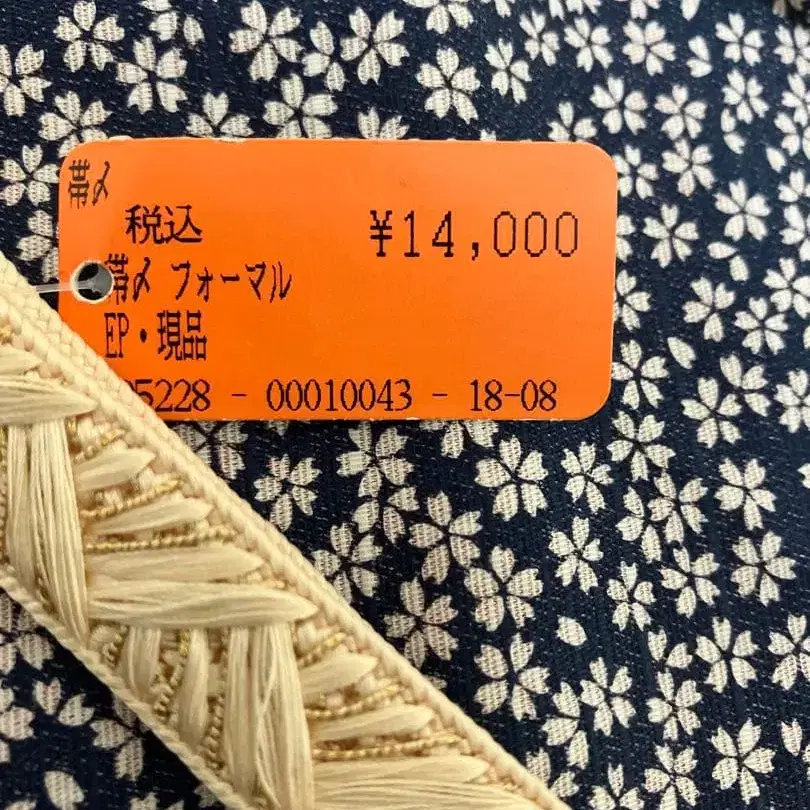 帯〆
税込 ¥14,000
帯〆 フォーマル
EP・現品
5228 - 00010043 - 18-08